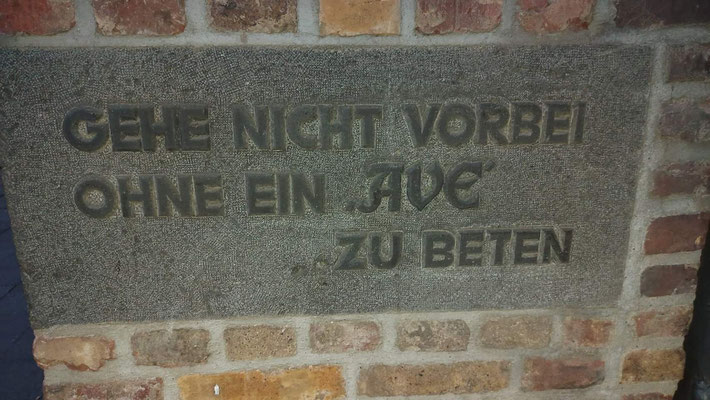 GEHE NICHT VORBEI
OHNE EIN ‚AVE‘
ZU BETEN